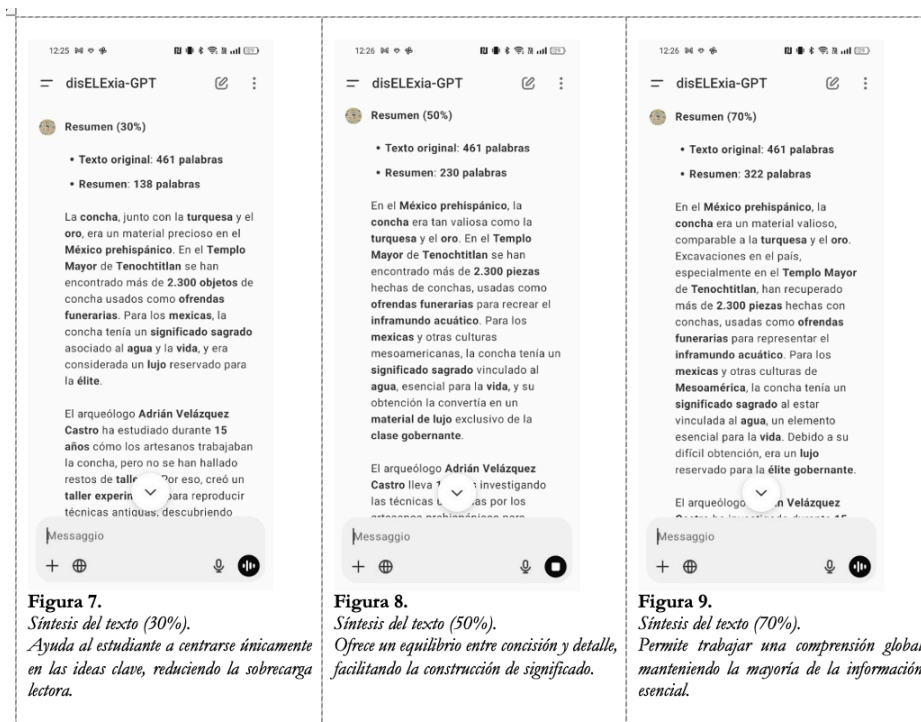 12:25
disELExia-GPT
Resumen (30%)
• Texto original: 461 palabras
• Resumen: 138 palabras
La concha, junto con la turquesa y el
oro, era un material precioso en el
México prehispánico. En el Templo
Mayor de Tenochtitlan se han
encontrado más de 2.300 objetos de
concha usados como ofrendas
funerarias. Para los mexicas, la
concha tenía un significado sagrado
asociado al agua y la vida, y era
considerada un lujo reservado para
la élite.
El arqueólogo Adrián Velázquez
Castro ha estudiado durante 15
años cómo los artesanos trabajaban
la concha, pero no se han hallado
restos de Por eso, creó un
taller para reproducir
técnicas antiguas, descubriendo
Messaggio
Figura 7.
Síntesis del texto (30%).
Ayuda al estudiante a centrarse únicamente
en las ideas clave, reduciendo la sobrecarga
lectora.
12:26
disELExia-GPT
Resumen (50%)
• Texto original: 461 palabras
• Resumen: 230 palabras
En el México prehispánico, la
concha era tan valiosa como la
turquesa y el oro. En el Templo
Mayor de Tenochtitlan se han
encontrado más de 2.300 piezas
hechas de conchas, usadas como
ofrendas funerarias para recrear el
inframundo acuático. Para los
mexicas y otras culturas
mesoamericanas, la concha tenía un
significado sagrado vinculado al
agua, esencial para la vida, y su
obtención la convertía en un
material de lujo exclusivo de la
clase gobernante.
El arqueólogo Adrián Velázquez
Castro lleva investigando
las técnicas por los
Messaggio
Figura 8.
Síntesis del texto (50%).
Ofrece un equilibrio entre concisión y detalle,
facilitando la construcción de significado.
12:26
disELExia-GPT
Resumen (70%)
• Texto original: 461 palabras
• Resumen: 322 palabras
En el México prehispánico, la
concha era un material valioso,
comparable a la turquesa y el oro.
Excavaciones en el país,
especialmente en el Templo Mayor
de Tenochtitlan, han recuperado
más de 2.300 piezas hechas con
conchas, usadas como ofrendas
funerarias para representar el
inframundo acuático. Para los
mexicas y otras culturas de
Mesoamérica, la concha tenía un
significado sagrado al estar
vinculada al agua, un elemento
esencial para la vida. Debido a su
difícil obtención, era un lujo
reservado para la élite gobernante.
El arqueólogo Velázquez
Messaggio
Figura 9.
Síntesis del texto (70%).
Permite trabajar una comprensión global
manteniendo la mayoría de la información
esencial.